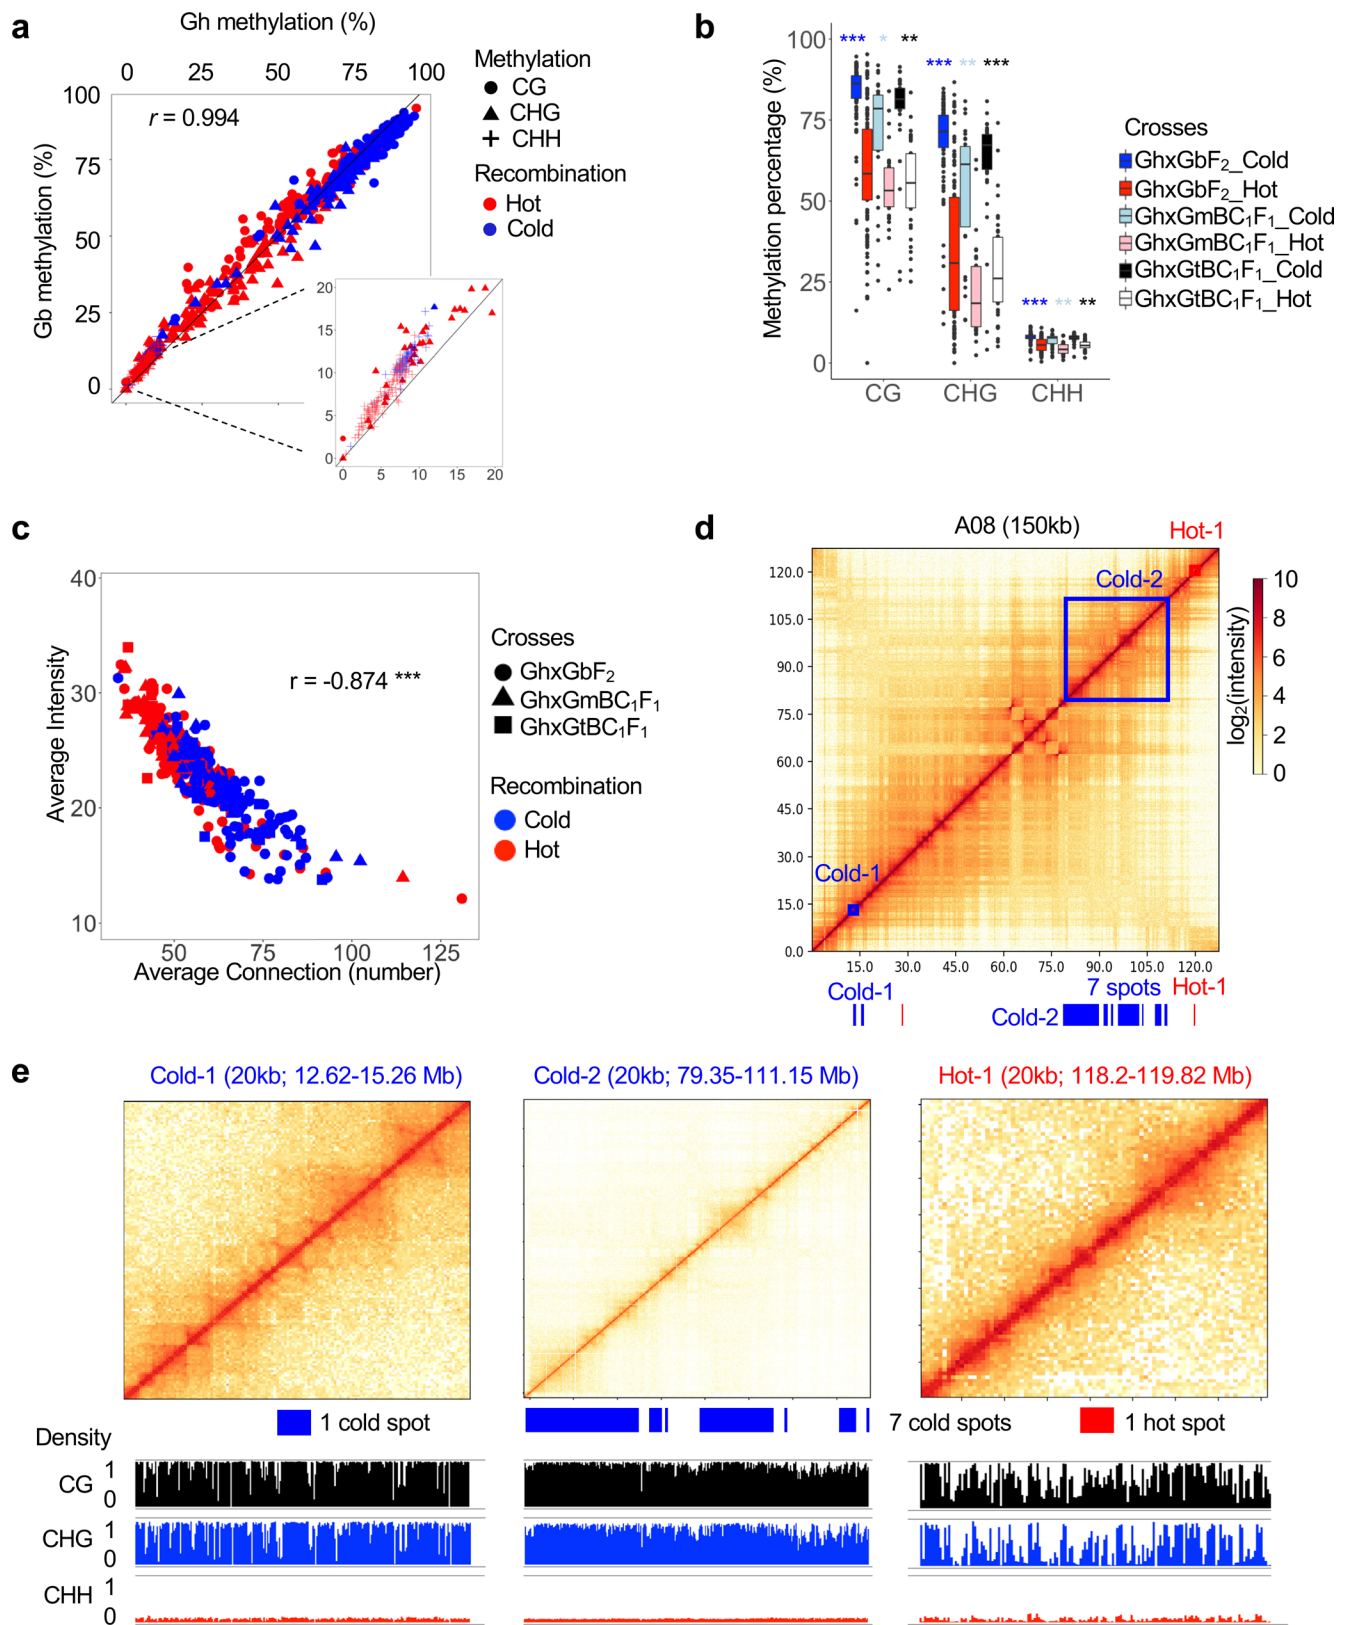 a
Gh methylation (%)
0 25 50 75 100
100
75
50
25
0
Gb methylation (%)
r = 0.994
Methylation
CG
CHG
CHH
Recombination
Hot
Cold
20
15
10
5
0
0 5 10 15 20
b
Methylation percentage (%)
100
75
50
25
0
*** * **
*** ** ***
*** ** **
CG CHG CHH
Crosses
GhxGbF2_Cold
GhxGbF2_Hot
GhxGmBC1F1_Cold
GhxGmBC1F1_Hot
GhxGtBC1F1_Cold
GhxGtBC1F1_Hot
c
Average Intensity
40
30
20
10
r = -0.874 ***
50 75 100 125
Average Connection (number)
Crosses
GhxGbF2
GhxGmBC1F1
GhxGtBC1F1
Recombination
Cold
Hot
d
A08 (150kb)
Hot-1
Cold-2
Cold-1
120.0
105.0
90.0
75.0
60.0
45.0
30.0
15.0
0.0
15.0 30.0 45.0 60.0 75.0 90.0 105.0 120.0
log2(intensity)
10
8
6
4
2
0
Cold-1
7 spots
Hot-1
Cold-2
e
Cold-1 (20kb; 12.62-15.26 Mb)
Cold-2 (20kb; 79.35-111.15 Mb)
Hot-1 (20kb; 118.2-119.82 Mb)
1 cold spot
7 cold spots
1 hot spot
Density
CG
1
0
CHG
1
0
CHH
1
0